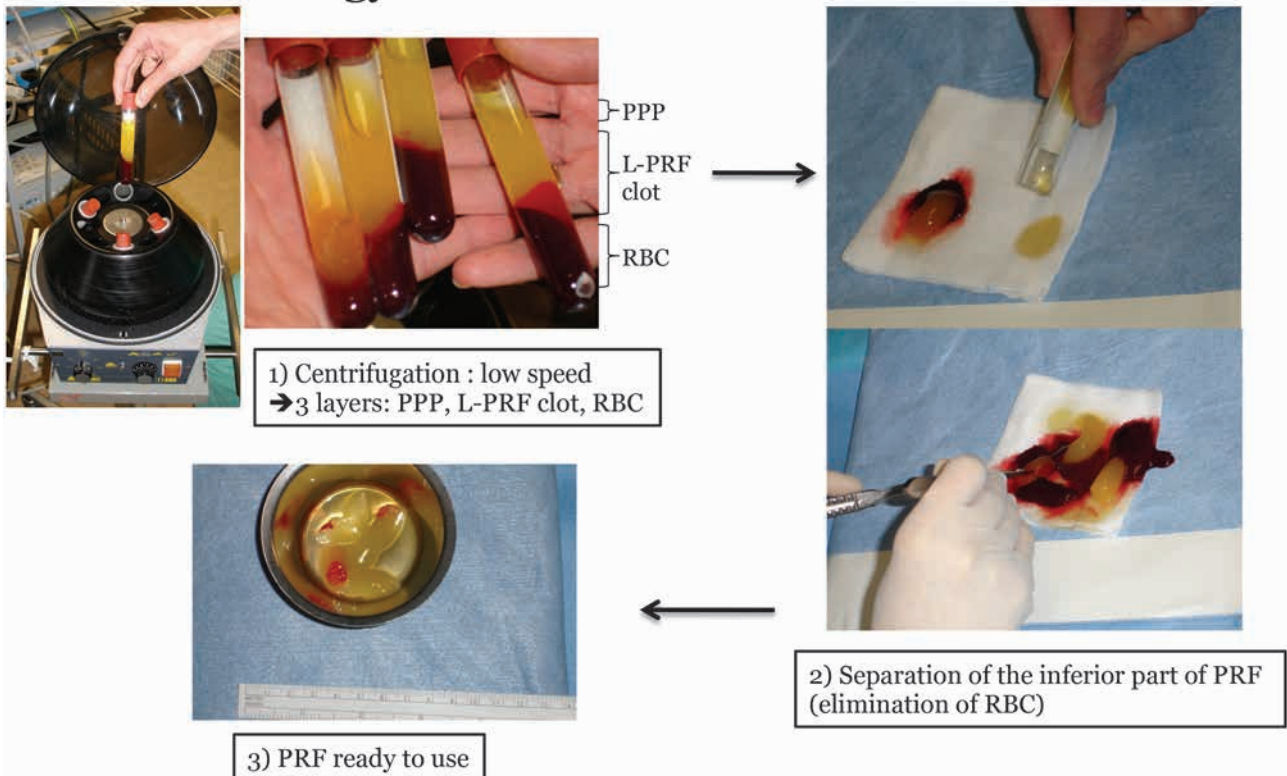 PPP
L-PRF
clot
RBC
1) Centrifugation : low speed
➔3 layers: PPP, L-PRF clot, RBC
2) Separation of the inferior part of PRF
(elimination of RBC)
3) PRF ready to use